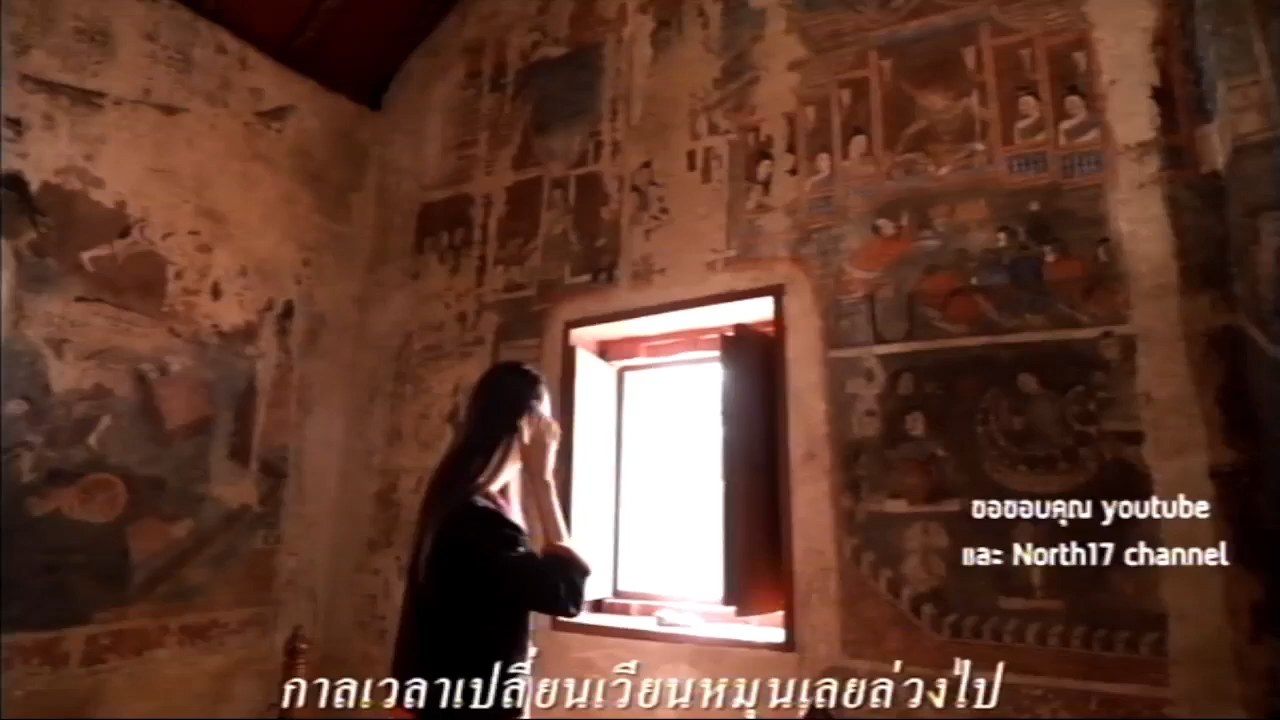 ขอขอบคุณ youtube
และ North17 channel
กาลเวลาเปลี่ยนเวียนหมุนเลยล่วงไป